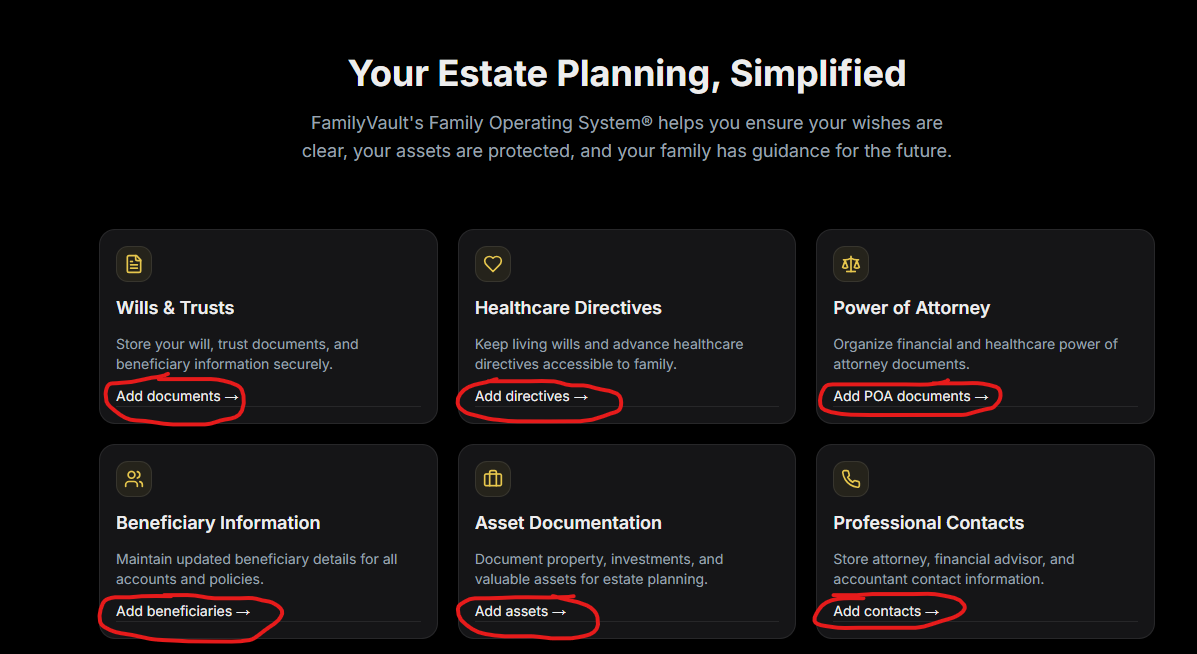 Your Estate Planning, Simplified
FamilyVault's Family Operating System® helps you ensure your wishes are
clear, your assets are protected, and your family has guidance for the future.
Wills & Trusts
Store your will, trust documents, and
beneficiary information securely.
Add documents →
Healthcare Directives
Keep living wills and advance healthcare
directives accessible to family.
Add directives →
Power of Attorney
Organize financial and healthcare power of
attorney documents.
Add POA documents →
Beneficiary Information
Maintain updated beneficiary details for all
accounts and policies.
Add beneficiaries →
Asset Documentation
Document property, investments, and
valuable assets for estate planning.
Add assets →
Professional Contacts
Store attorney, financial advisor, and
accountant contact information.
Add contacts →